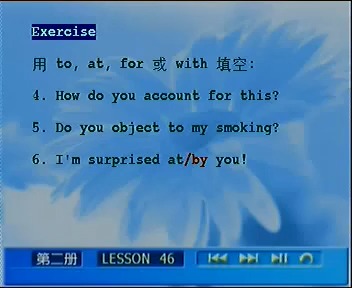 Exercise
用 to, at, for 或 with 填空:
4. How do you account for this?
5. Do you object to my smoking?
6. I'm surprised at/by you!
第二册 LESSON 46